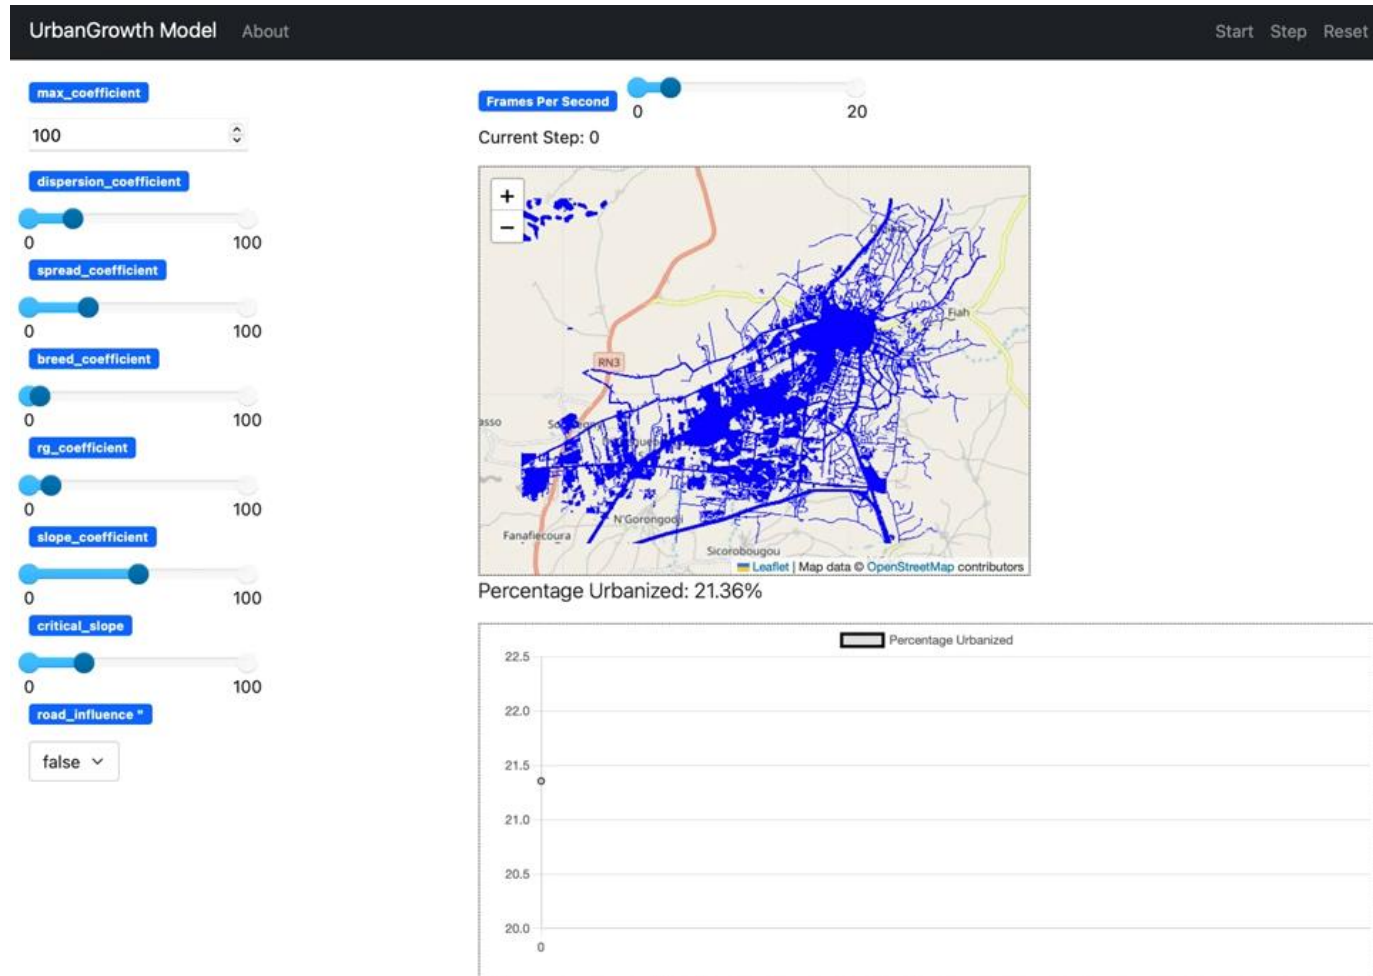 UrbanGrowth Model About Start Step Reset
max_coefficient
100
dispersion_coefficient
0 100
spread_coefficient
0 100
breed_coefficient
0 100
rg_coefficient
0 100
slope_coefficient
0 100
critical_slope
0 100
road_influence "
false
Frames Per Second
0 20
Current Step: 0
+
−
Fiah
RN3
N'Gorongodji
Fanafiecoura
Sicorobougou
Leaflet | Map data © OpenStreetMap contributors
Percentage Urbanized: 21.36%
Percentage Urbanized
22.5
22.0
21.5
21.0
20.5
20.0
0